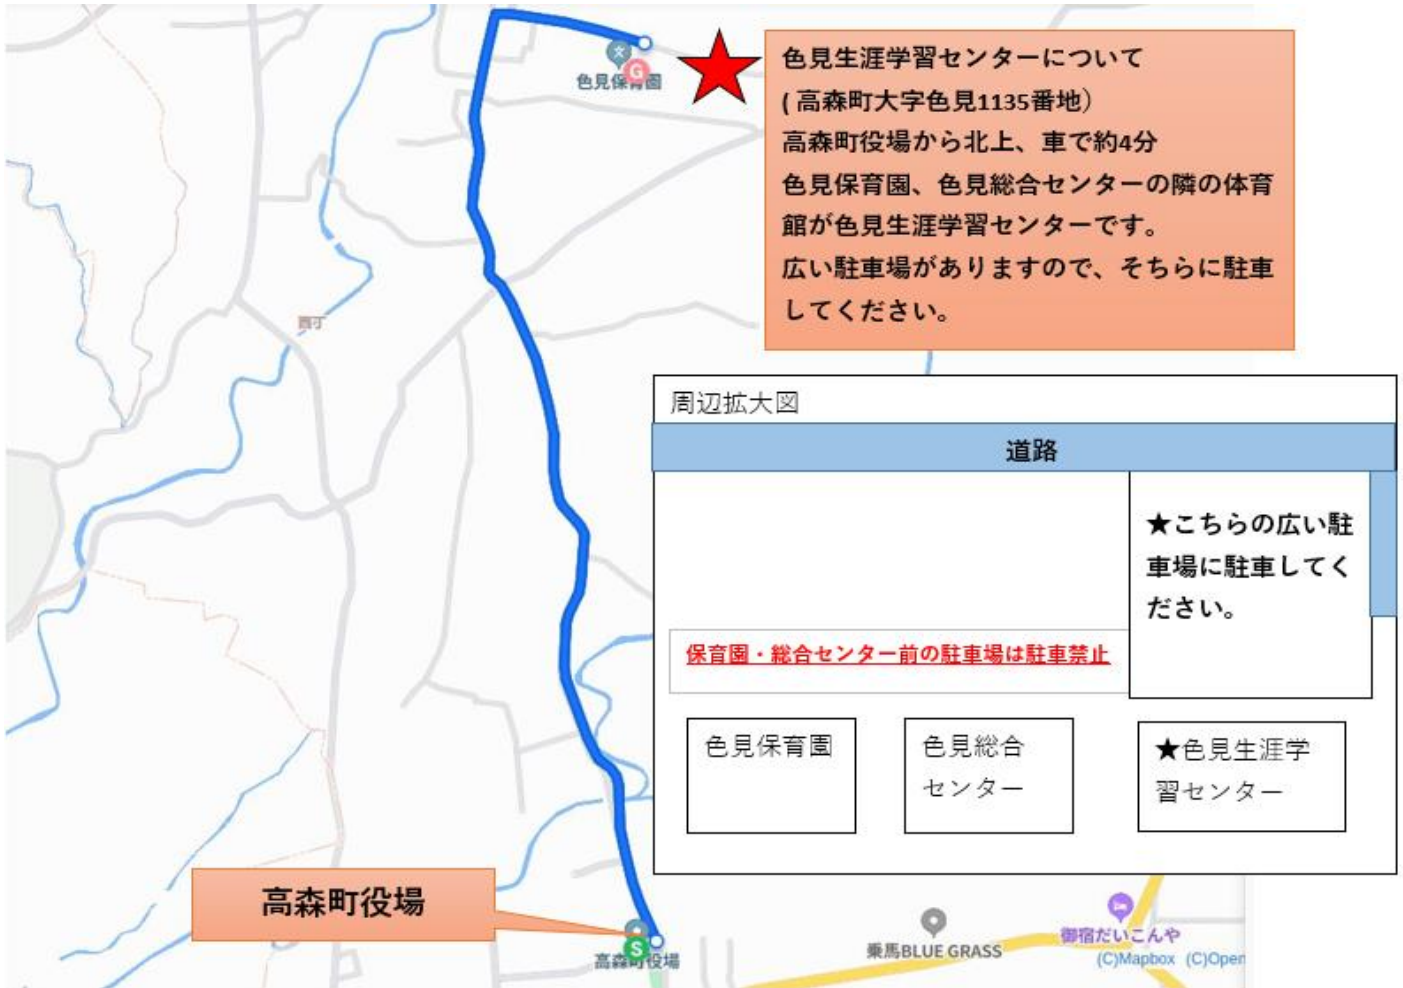 色見生涯学習センターについて
(高森町大字色見1135番地）
高森町役場から北上、車で約4分
色見保育園、色見総合センターの隣の体育
館が色見生涯学習センターです。
広い駐車場がありますので、そちらに駐車
してください。
文
G
色見保育園
周辺拡大図
道路
★こちらの広い駐
車場に駐車してく
ださい。
保育園・総合センター前の駐車場は駐車禁止
色見保育園
色見総合
センター
★色見生涯学
習センター
高森町役場
S
高森町役場
乗馬BLUE GRASS
御宿だいこんや
(C)Mapbox (C)Open